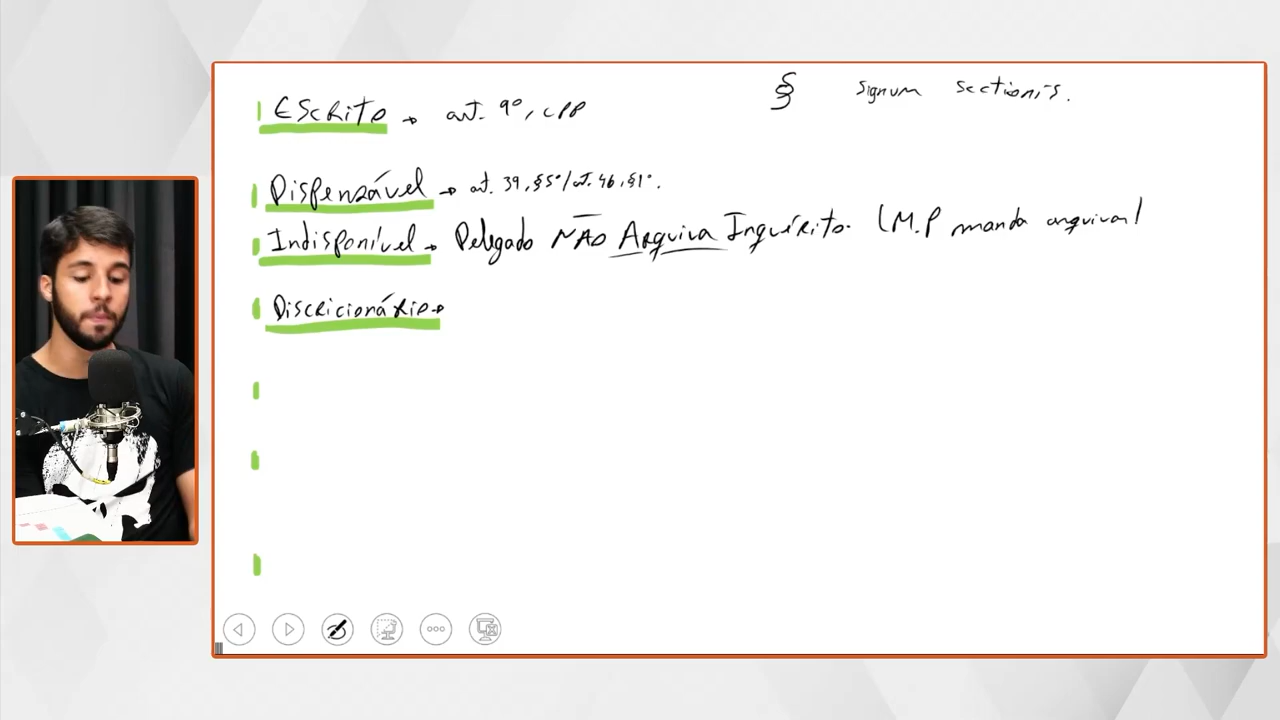 § signum sectionis.
Escrito → art. 9º, CPP
Dispensável → art. 39, §5º/art. 46, §1º.
Indisponível → Delegado NÃO Arquiva Inquérito. (M.P manda arquivar)
Discricionário →